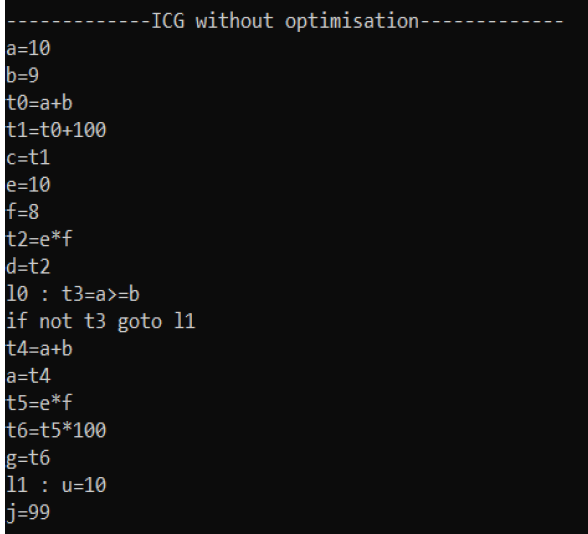 -------------ICG without optimisation-------------
a=10
b=9
t0=a+b
t1=t0+100
c=t1
e=10
f=8
t2=e*f
d=t2
l0 : t3=a>=b
if not t3 goto l1
t4=a+b
a=t4
t5=e*f
t6=t5*100
g=t6
l1 : u=10
j=99